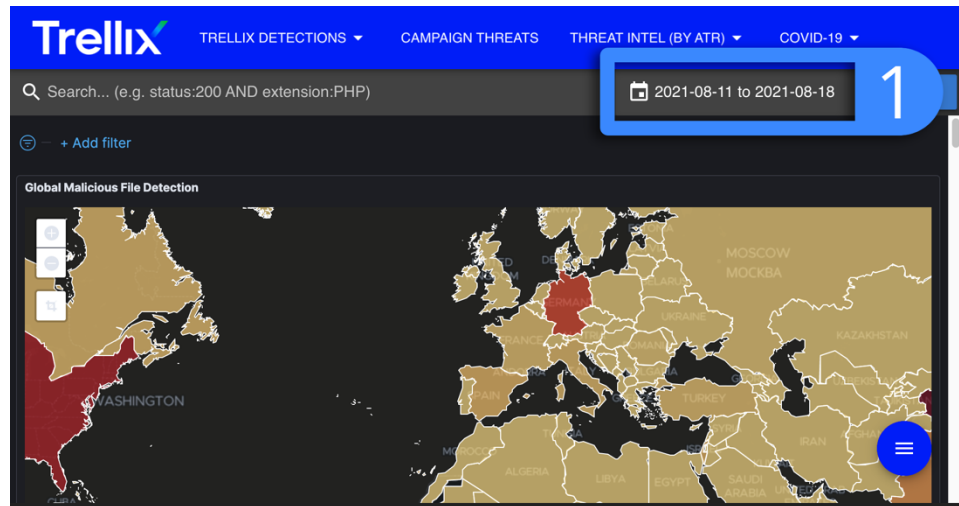 Trellix
TRELLIX DETECTIONS
CAMPAIGN THREATS
THREAT INTEL (BY ATR)
COVID-19
Search... (e.g. status:200 AND extension:PHP)
2021-08-11 to 2021-08-18
1
+ Add filter
Global Malicious File Detection
MOSCOW
МОСКВА
UKRAINE
KAZAKHSTAN
FRANCE
WASHINGTON
TURKEY
IRAN
ALGERIA
LIBYA
EGYPT
SAUDI
ARABIA